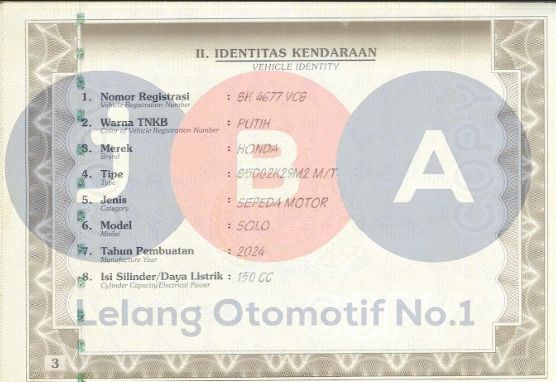 II. IDENTITAS KENDARAAN
VEHICLE IDENTITY
1. Nomor Registrasi : BK 4677 VCG
Vehicle Registration Number
2. Warna TNKB : PUTIH
Color of Vehicle Registration Number
3. Merek : HONDA
Brand
4. Tipe : M/T
Type
5. Jenis : SEPEDA MOTOR
Category
6. Model : SOLO
Model
7. Tahun Pembuatan : 2024
Manufacture Year
8. Isi Silinder/Daya Listrik : 150 CC
Cylinder Capacity/Electrical Power
J B A
Lelang Otomotif No.1
3